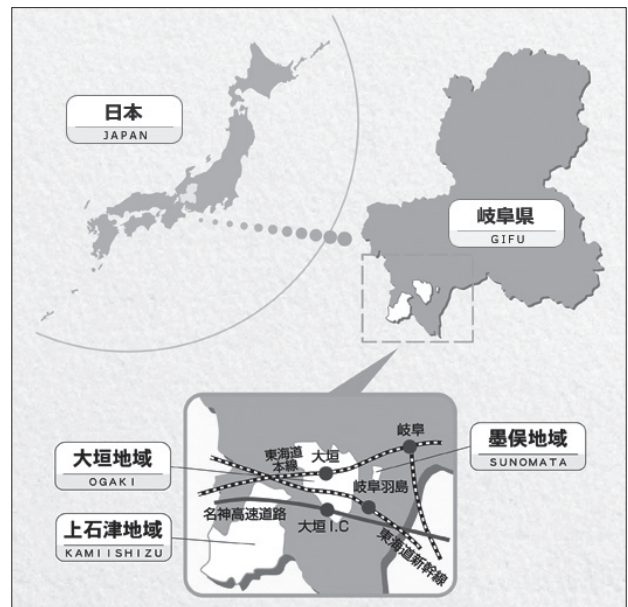 日本
JAPAN
岐阜県
GIFU
大垣地域
OGAKI
上石津地域
KAMIISHIZU
墨俣地域
SUNOMATA
東海道
本線
大垣
岐阜
岐阜羽島
名神高速道路
大垣I.C
東海道新幹線